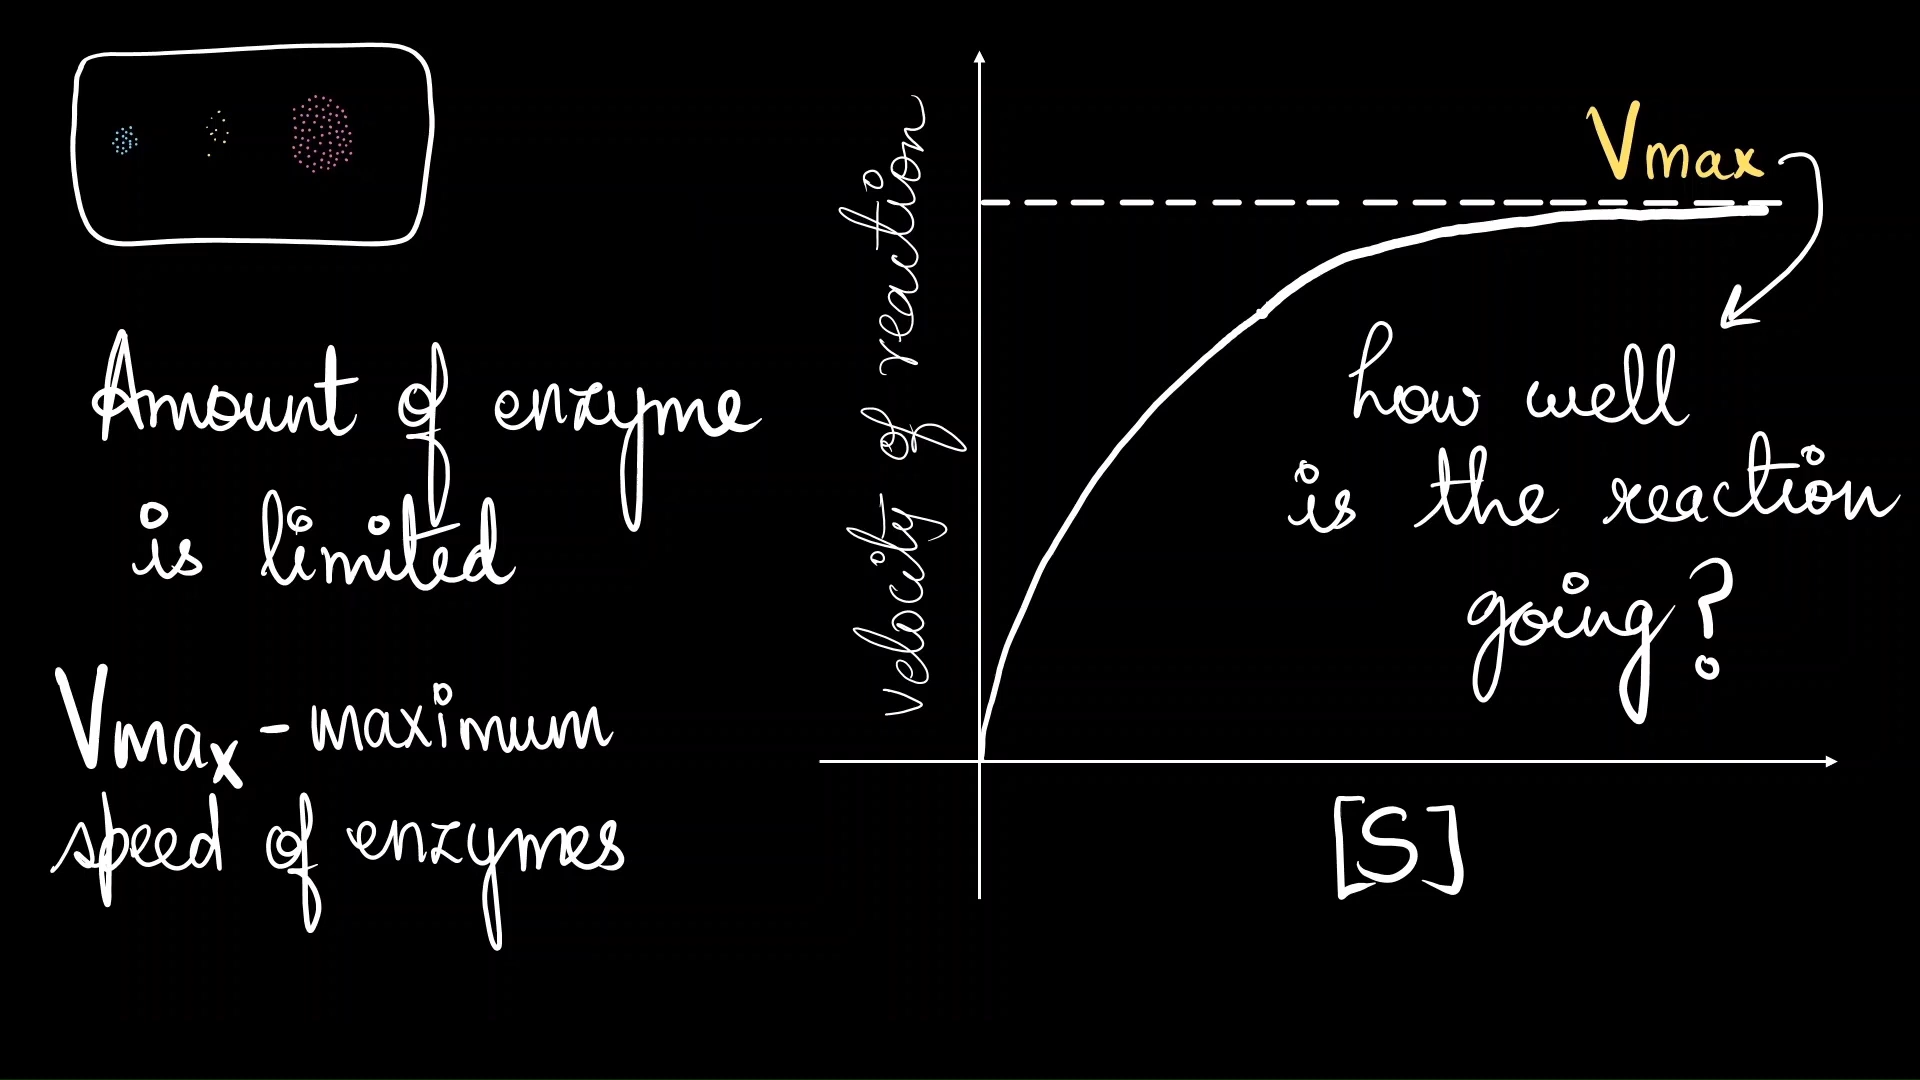 Amount of enzyme
is limited
Vmax - maximum
speed of enzymes
velocity of reaction
Vmax
how well
is the reaction
going?
[S]